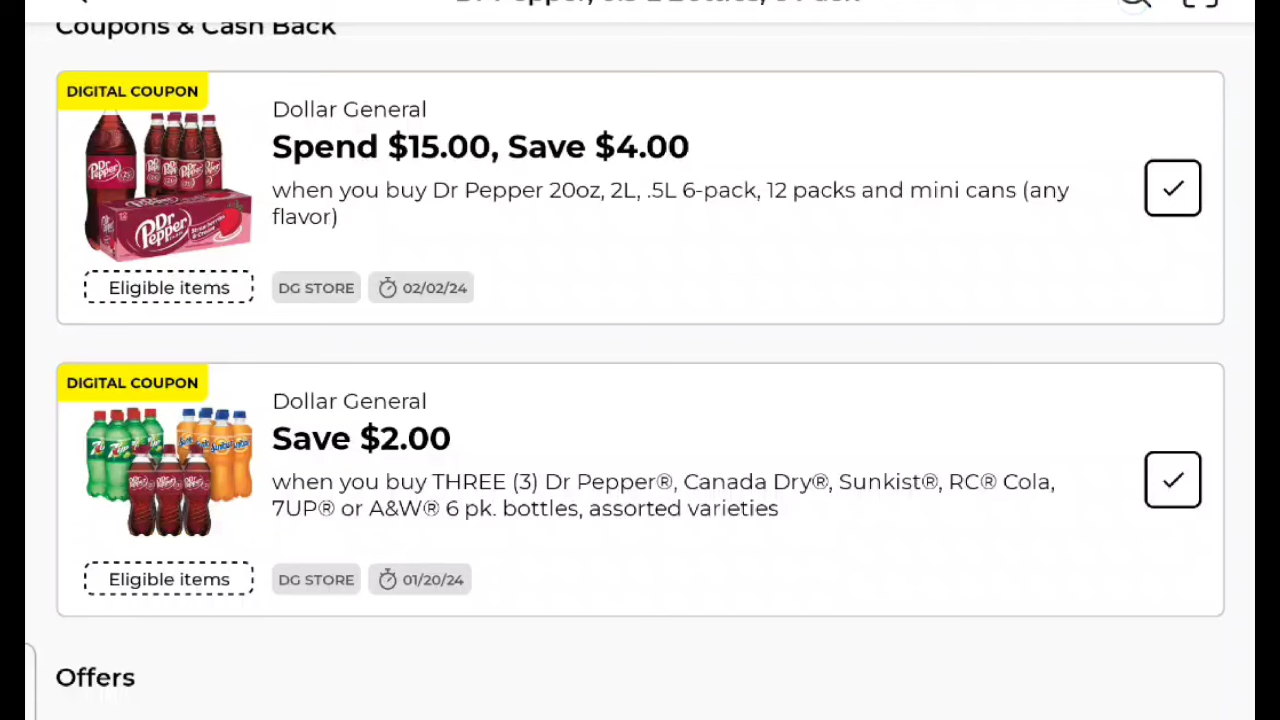 Coupons & Cash Back
DIGITAL COUPON
Dollar General
Spend $15.00, Save $4.00
when you buy Dr Pepper 20oz, 2L, .5L 6-pack, 12 packs and mini cans (any
flavor)
Eligible items
DG STORE
02/02/24
DIGITAL COUPON
Dollar General
Save $2.00
when you buy THREE (3) Dr Pepper®, Canada Dry®, Sunkist®, RC® Cola,
7UP® or A&W® 6 pk. bottles, assorted varieties
Eligible items
DG STORE
01/20/24
Offers